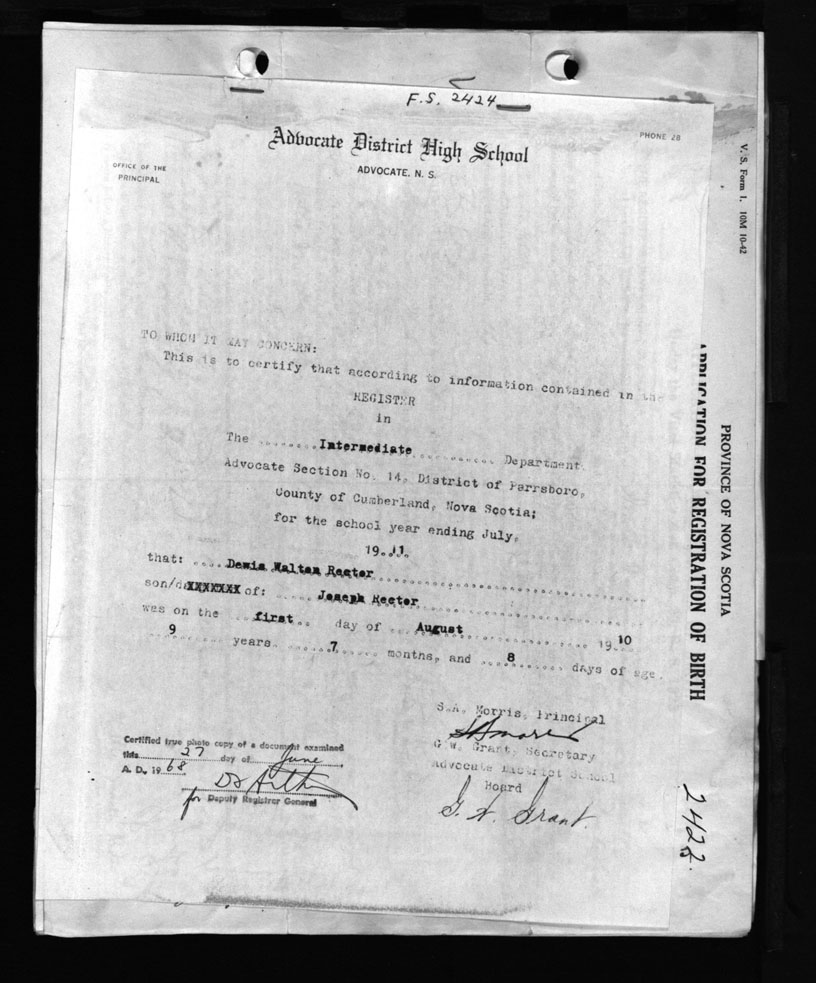 F.S. 2424
PHONE 28
Advocate District High School
ADVOCATE, N. S.
OFFICE OF THE
PRINCIPAL
TO WHOM IT MAY CONCERN:
This is to certify that according to information contained in the
REGISTER
in
The ........Intermediate............ Department.
Advocate Section No. 14, District of Parrsboro,
County of Cumberland, Nova Scotia;
for the school year ending July,
19..11.
that: .....Dewis Walton Rector......
son/daXXXXXXX of: .....Joseph Rector......
was on the ...first... day of ...August............ 1910
9 years, 7 months, and 8 days of age.
S.A. Morris, Principal
G.W. Grant, Secretary
Advocate District School
Board
G. W. Grant.
Certified true photo copy of a document examined
this 27 day of June
A. D. 19 68
for Deputy Registrar General
V. S. Form 1. 10M 10-42
PROVINCE OF NOVA SCOTIA
APPLICATION FOR REGISTRATION OF BIRTH
2422.